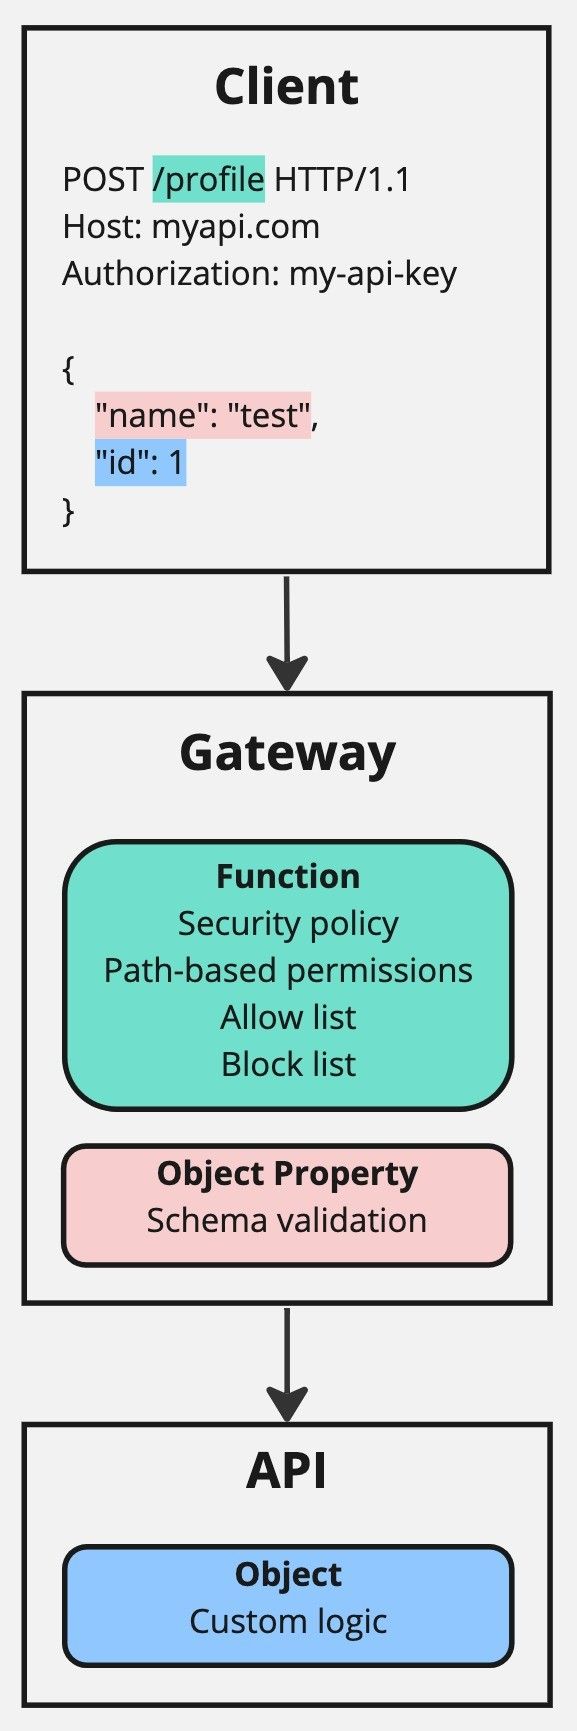 Client
POST /profile HTTP/1.1
Host: myapi.com
Authorization: my-api-key
{
"name": "test",
"id": 1
}
Gateway
Function
Security policy
Path-based permissions
Allow list
Block list
Object Property
Schema validation
API
Object
Custom logic